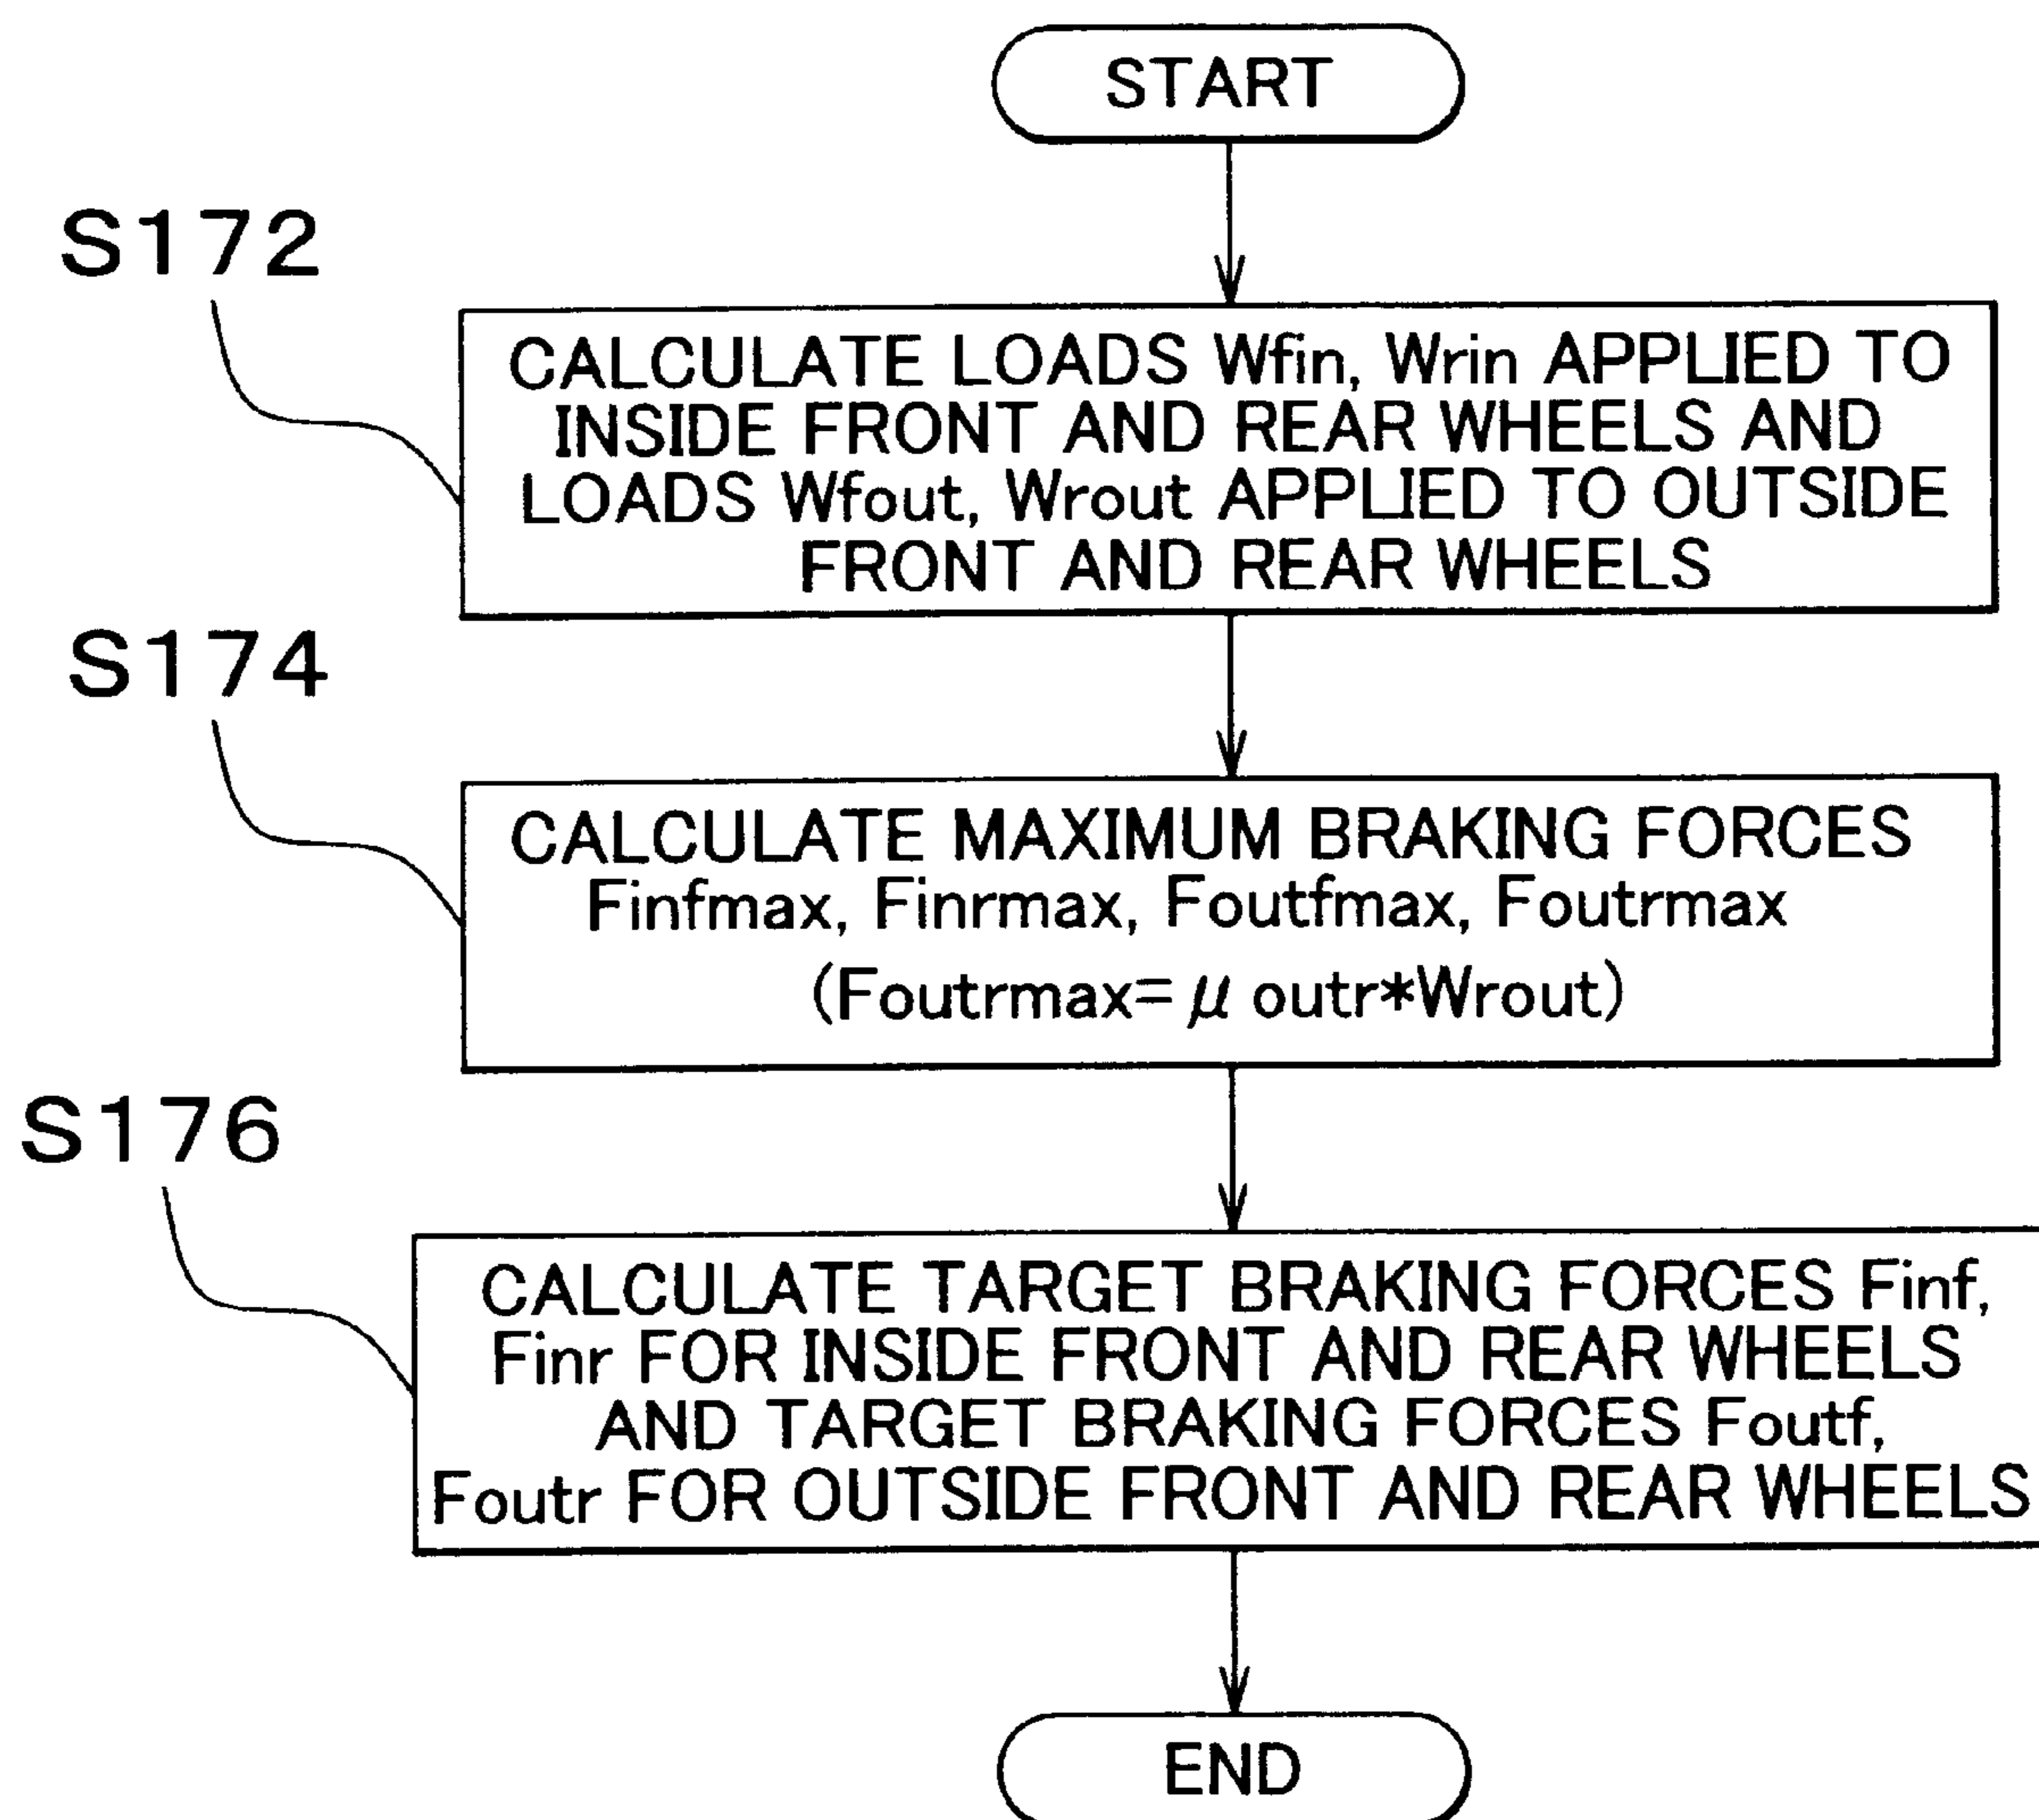 START
S172
CALCULATE LOADS Wfin, Wrin APPLIED TO
INSIDE FRONT AND REAR WHEELS AND
LOADS Wfout, Wrout APPLIED TO OUTSIDE
FRONT AND REAR WHEELS
S174
CALCULATE MAXIMUM BRAKING FORCES
Finfmax, Finrmax, Foutfmax, Foutrmax
(Foutrmax=μ outr*Wrout)
S176
CALCULATE TARGET BRAKING FORCES Finf,
Finr FOR INSIDE FRONT AND REAR WHEELS
AND TARGET BRAKING FORCES Foutf,
Foutr FOR OUTSIDE FRONT AND REAR WHEELS
END